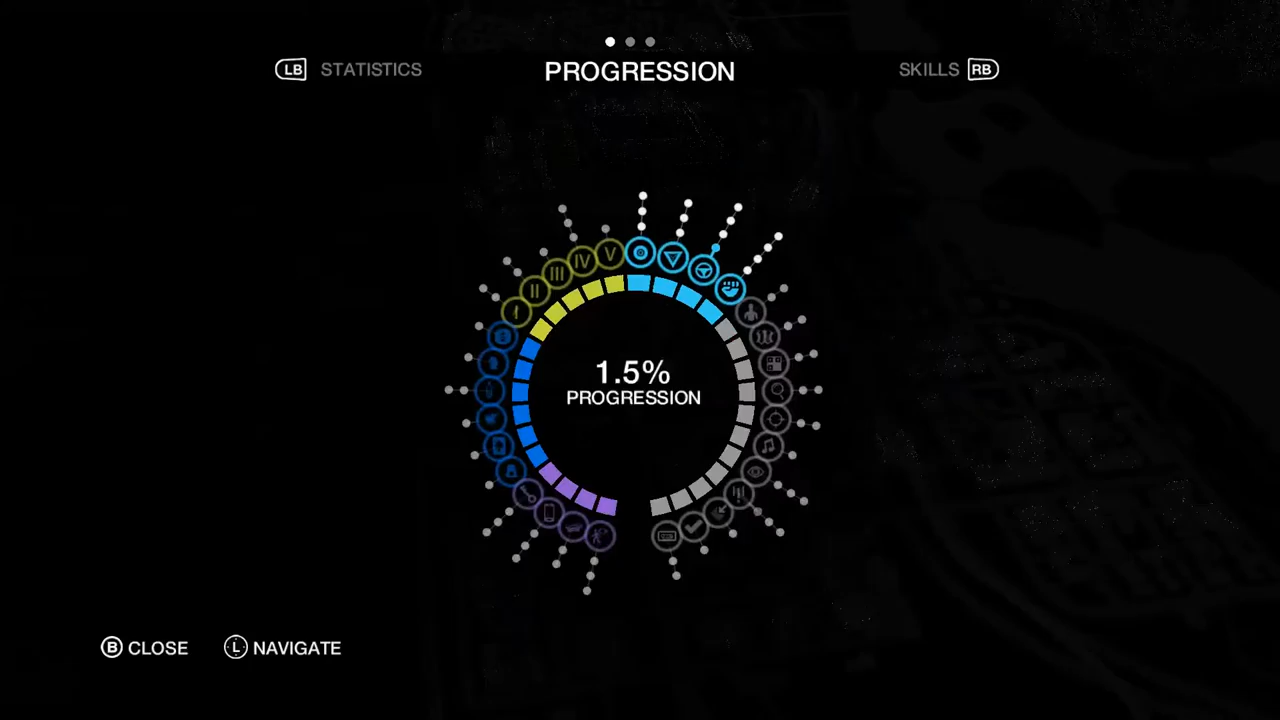 LB STATISTICS
PROGRESSION
SKILLS RB
I
II
III
IV
V
1.5%
PROGRESSION
B CLOSE
L NAVIGATE